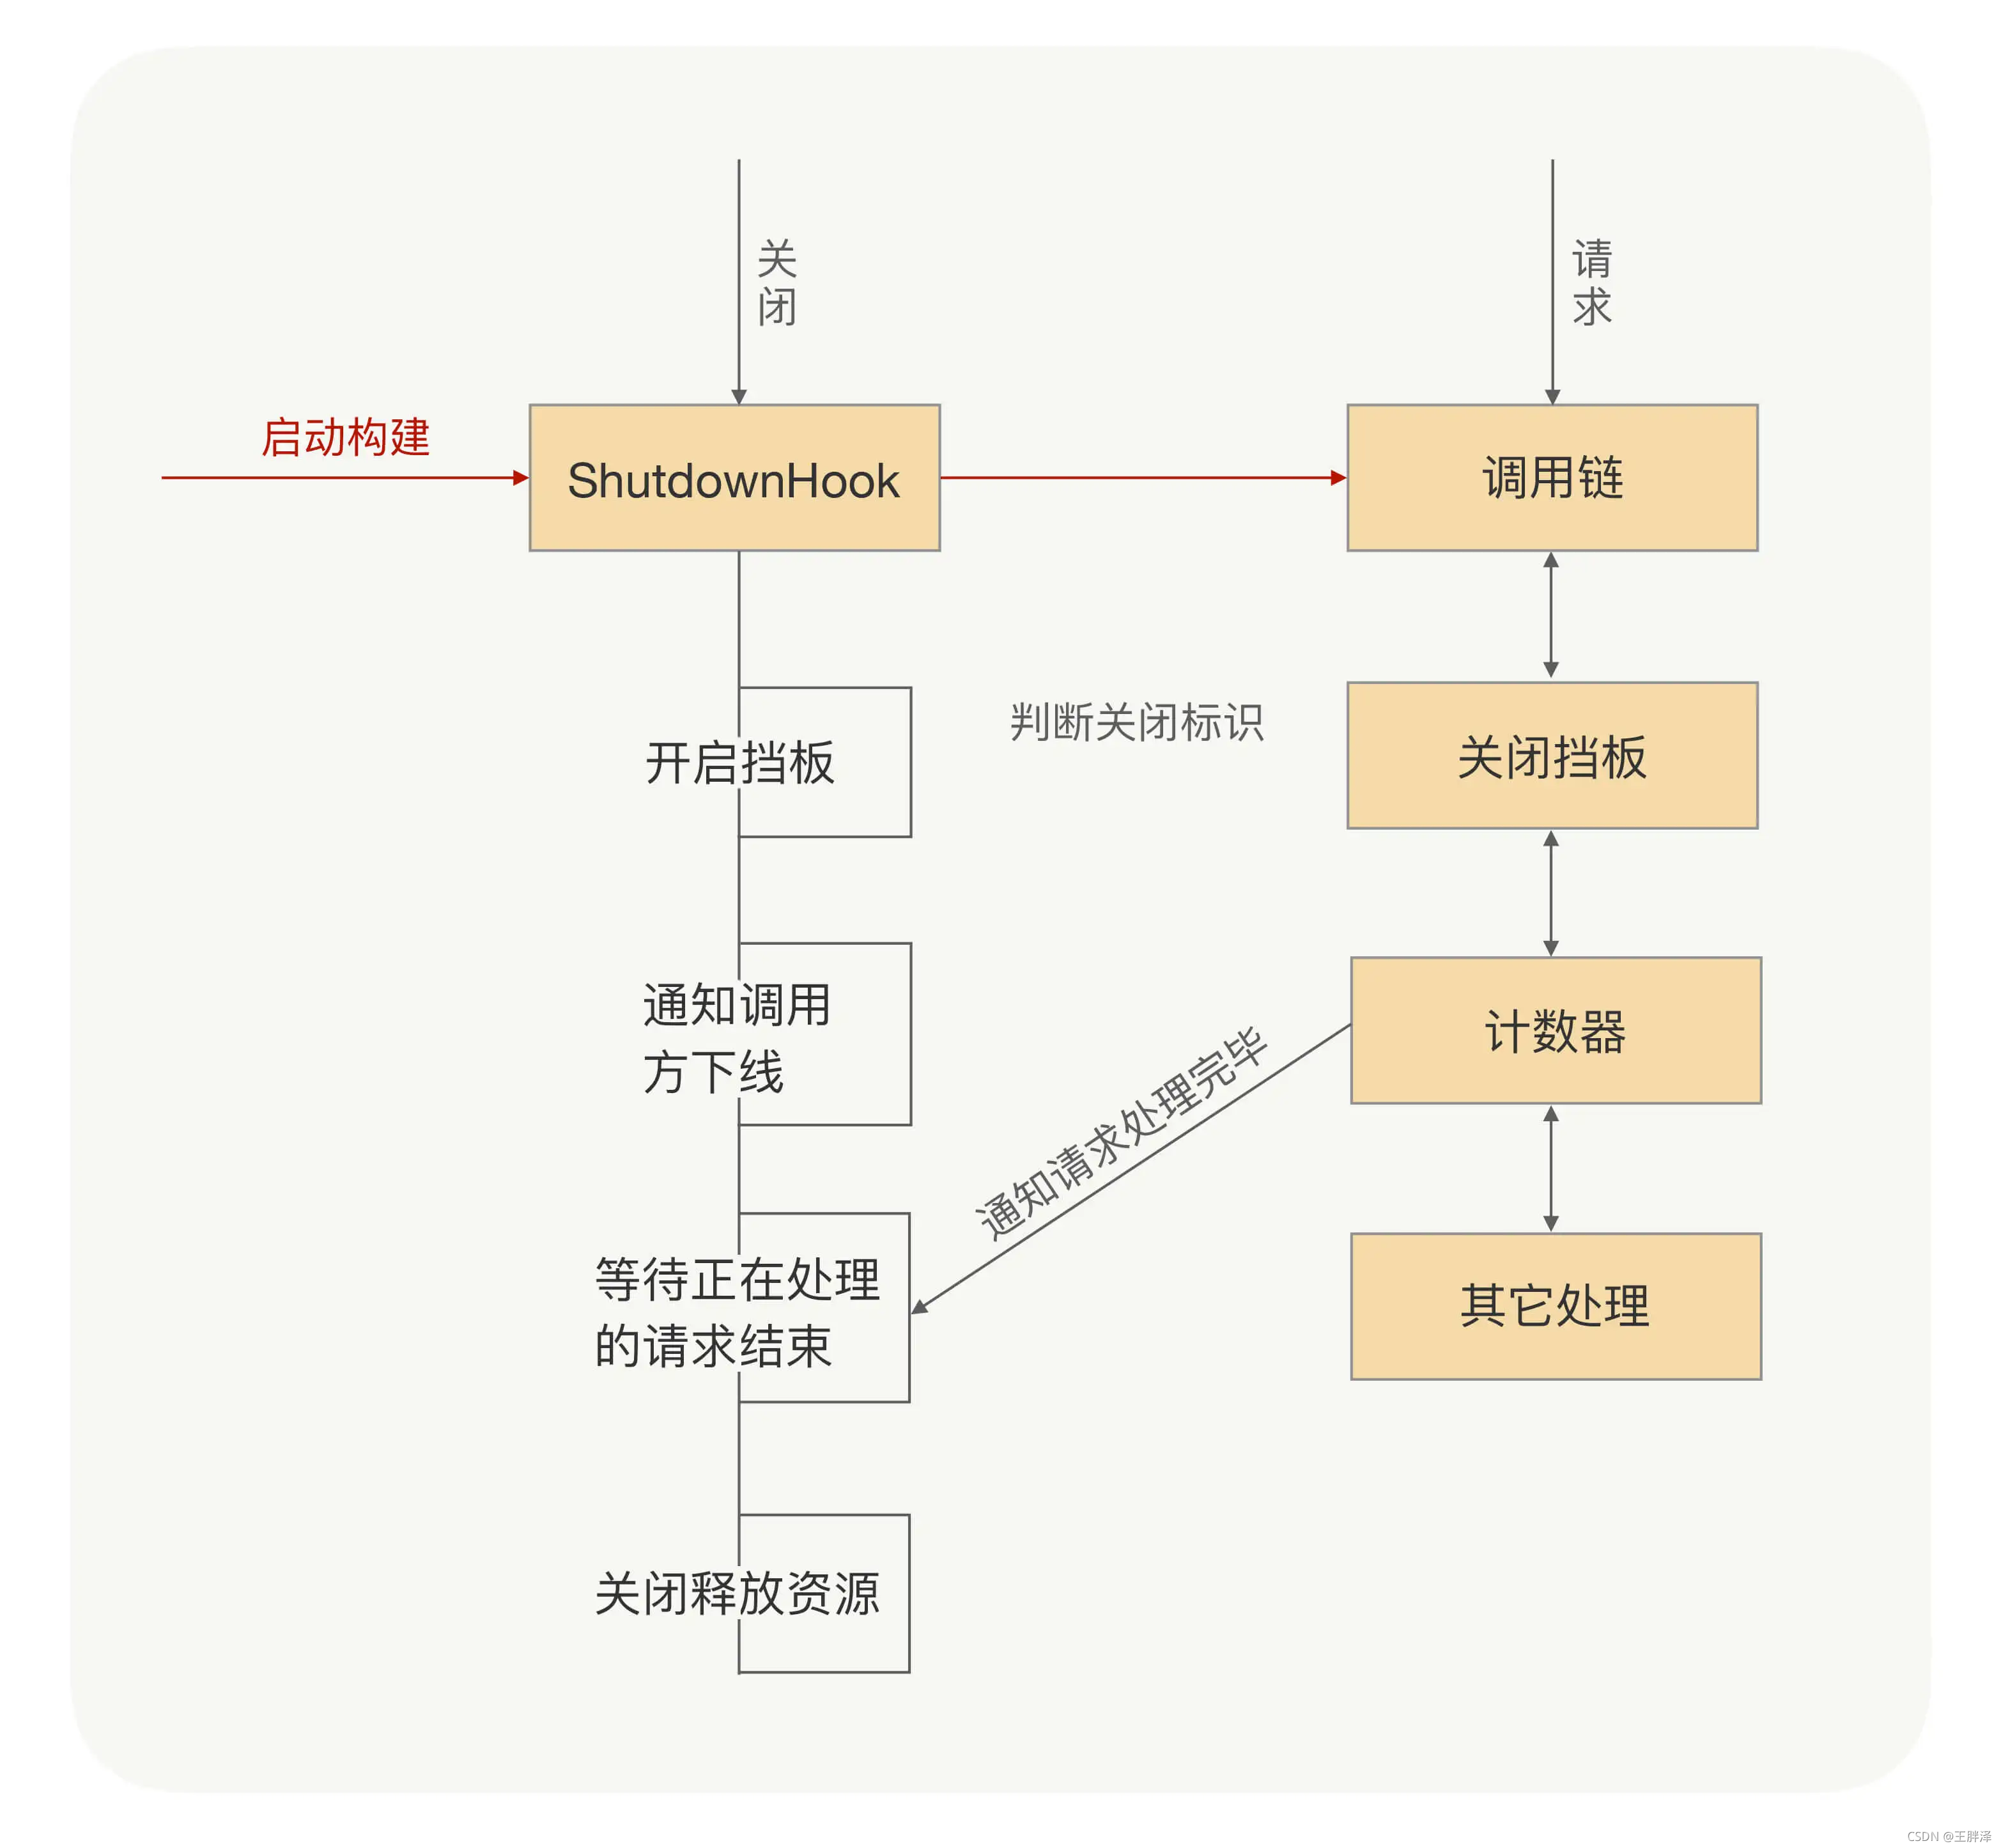 关
闭
请
求
启动构建
ShutdownHook
调用链
判断关闭标识
开启挡板
关闭挡板
通知调用
方下线
计数器
通知请求处理完毕
等待正在处理
的请求结束
其它处理
关闭释放资源
CSDN @王胖泽